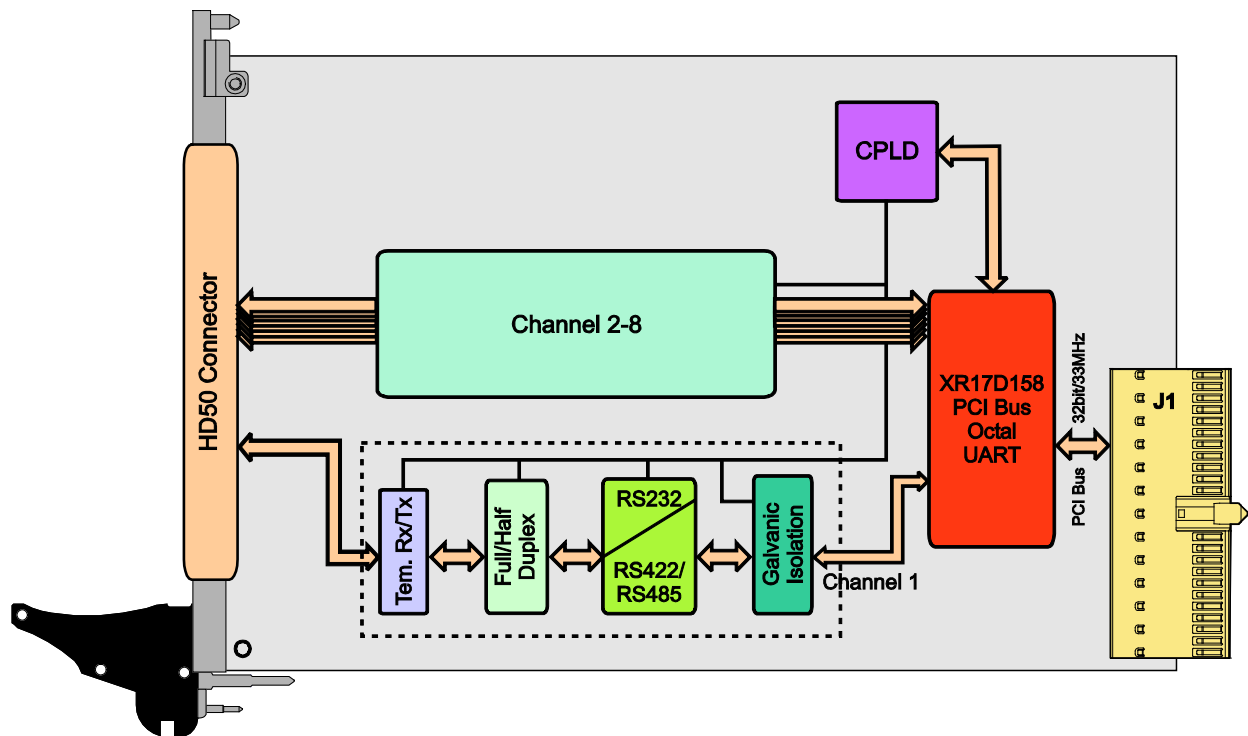 CPLD
HD50 Connector
Channel 2-8
XR17D158
PCI Bus
Octal
UART
32bit/33MHz
PCI Bus
J1
Tem. Rx/Tx
Full/Half
Duplex
RS232
RS422/
RS485
Galvanic
Isolation
Channel 1